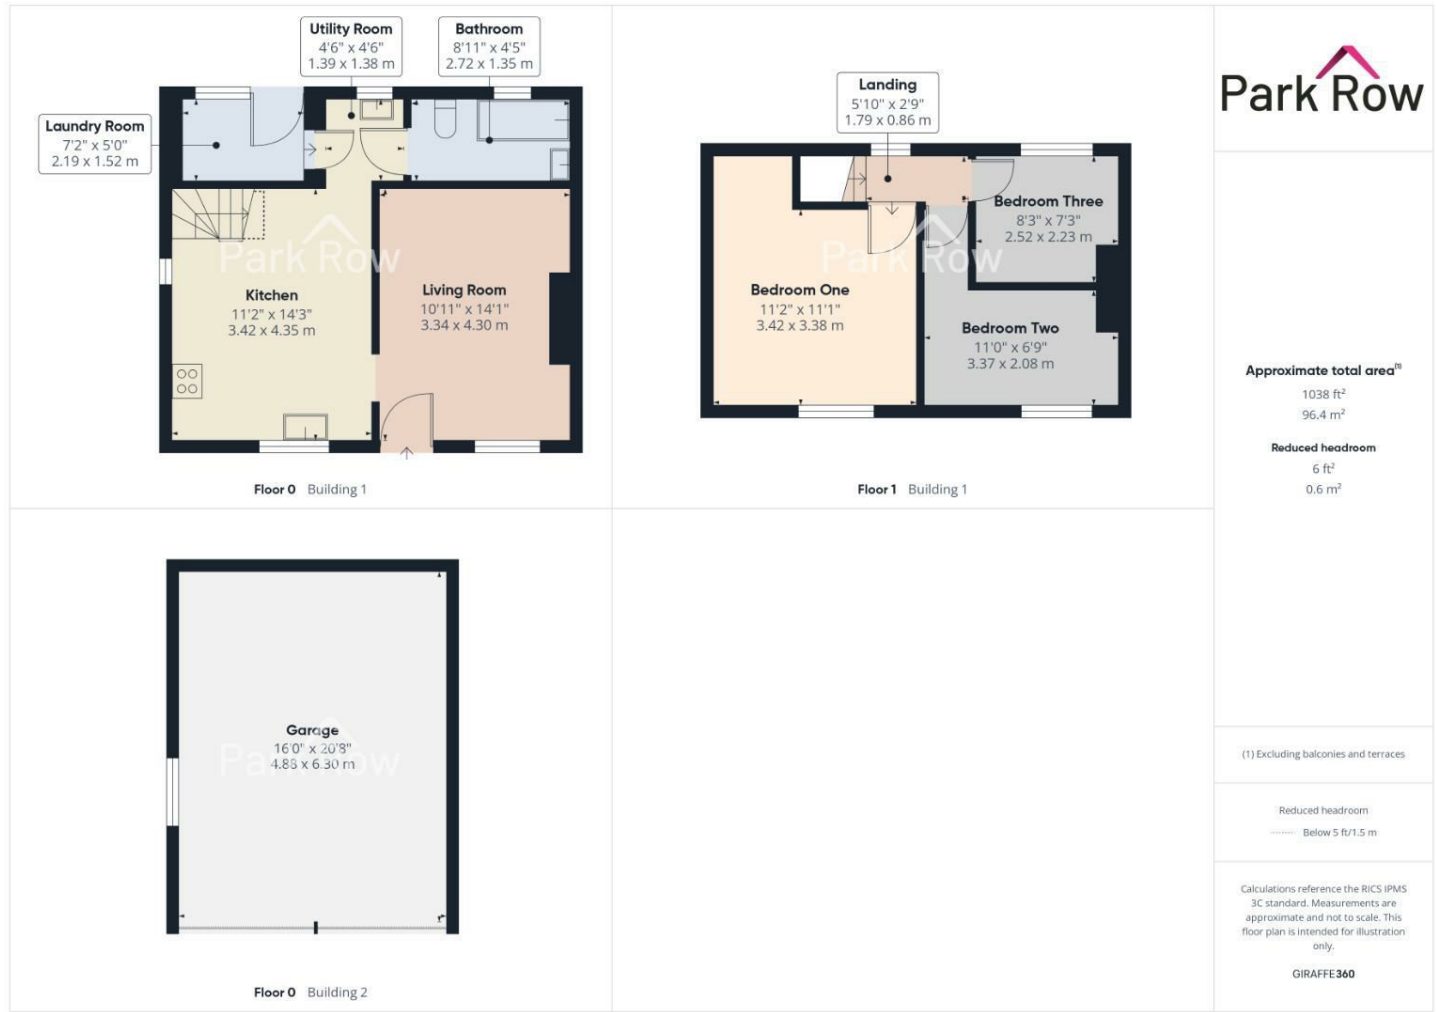 Utility Room
4'6" x 4'6"
1.39 x 1.38 m
Bathroom
8'11" x 4'5"
2.72 x 1.35 m
Laundry Room
7'2" x 5'0"
2.19 x 1.52 m
Park Row
Kitchen
11'2" x 14'3"
3.42 x 4.35 m
Living Room
10'11" x 14'1"
3.34 x 4.30 m
Floor 0 Building 1
Landing
5'10" x 2'9"
1.79 x 0.86 m
Bedroom Three
8'3" x 7'3"
2.52 x 2.23 m
Park Row
Bedroom One
11'2" x 11'1"
3.42 x 3.38 m
Bedroom Two
11'0" x 6'9"
3.37 x 2.08 m
Floor 1 Building 1
Garage
16'0" x 20'8"
4.88 x 6.30 m
Park Row
Floor 0 Building 2
Park Row
Approximate total area(1)
1038 ft²
96.4 m²
Reduced headroom
6 ft²
0.6 m²
(1) Excluding balconies and terraces
Reduced headroom
Below 5 ft/1.5 m
Calculations reference the RICS IPMS
3C standard. Measurements are
approximate and not to scale. This
floor plan is intended for illustration
only.
GIRAFFE360